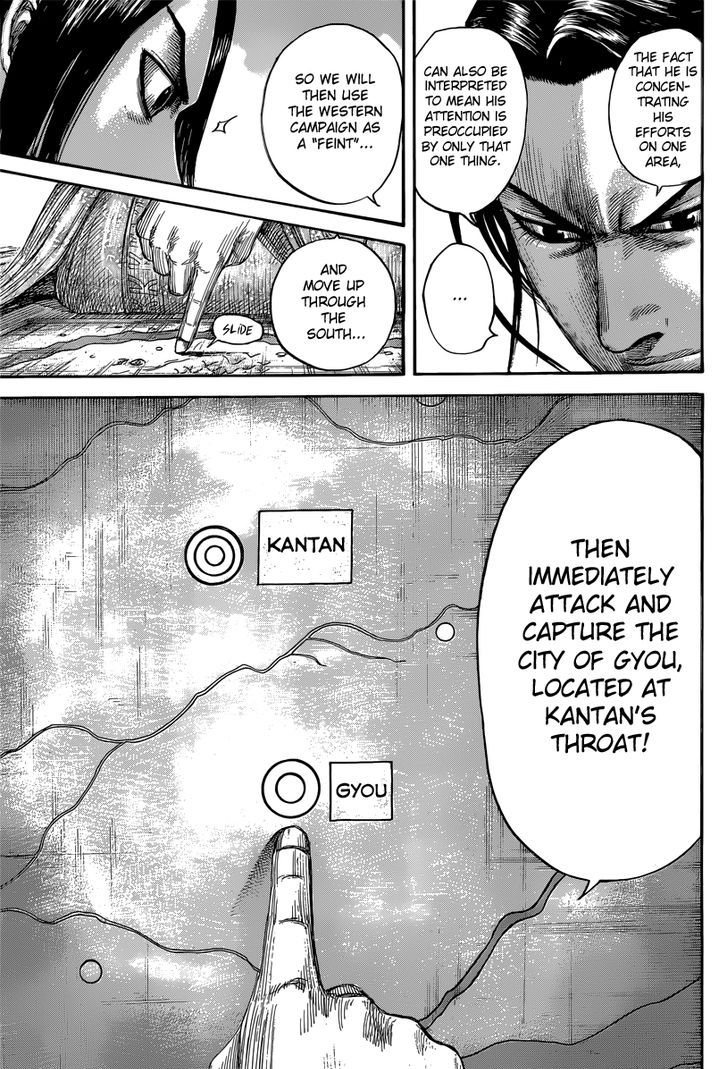 THE FACT
THAT HE IS
CONCEN-
TRATING
HIS
EFFORTS
ON ONE
AREA,
CAN ALSO BE
INTERPRETED
TO MEAN HIS
ATTENTION IS
PREOCCUPIED
BY ONLY THAT
ONE THING.
...
SO WE WILL
THEN USE
THE WESTERN
CAMPAIGN AS
A "FEINT"...
AND
MOVE UP
THROUGH
THE
SOUTH...
SLIDE
THEN
IMMEDIATELY
ATTACK AND
CAPTURE THE
CITY OF GYOU,
LOCATED AT
KANTAN'S
THROAT!
KANTAN
GYOU